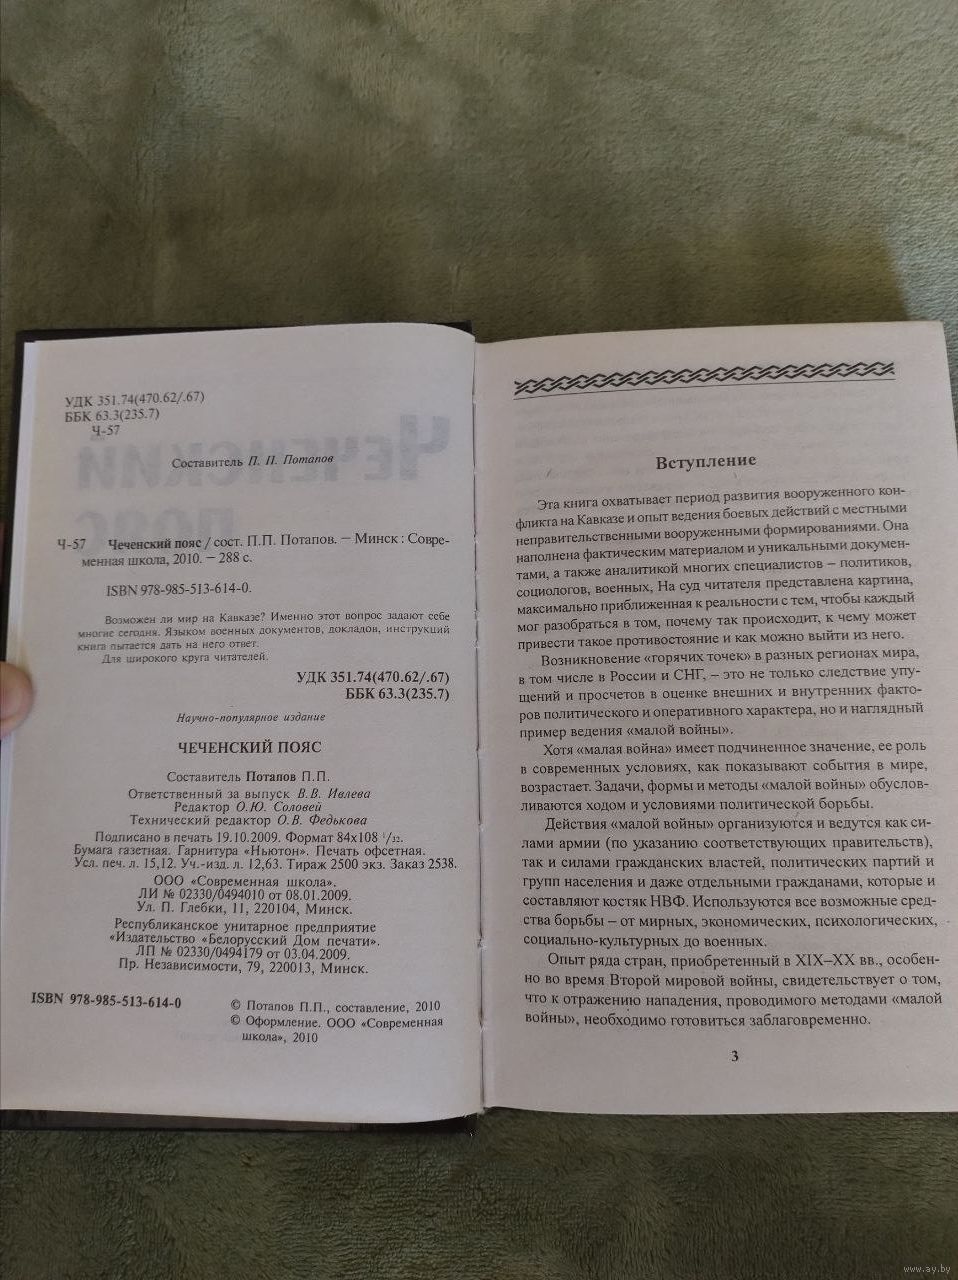 УДК 351.74(470.62/.67)
ББК 63.3(235.7)
Ч-57
Составитель П. П. Потапов
Ч-57 Чеченский пояс / сост. П.П. Потапов. – Минск : Совре-
менная школа, 2010. – 288 с.
ISBN 978-985-513-614-0.
Возможен ли мир на Кавказе? Именно этот вопрос задают себе
многие сегодня. Языком военных документов, докладов, инструкций
книга пытается дать на него ответ.
Для широкого круга читателей.
УДК 351.74(470.62/.67)
ББК 63.3(235.7)
Научно-популярное издание
ЧЕЧЕНСКИЙ ПОЯС
Составитель Потапов П.П.
Ответственный за выпуск В.В. Ивлева
Редактор О.Ю. Соловей
Технический редактор О.В. Федькова
Подписано в печать 19.10.2009. Формат 84х108 1/32.
Бумага газетная. Гарнитура «Ньютон». Печать офсетная.
Усл. печ. л. 15,12. Уч.-изд. л. 12,63. Тираж 2500 экз. Заказ 2538.
ООО «Современная школа».
ЛИ № 02330/0494010 от 08.01.2009.
Ул. П. Глебки, 11, 220104, Минск.
Республиканское унитарное предприятие
«Издательство «Белорусский Дом печати».
ЛП № 02330/0494179 от 03.04.2009.
Пр. Независимости, 79, 220013, Минск.
ISBN 978-985-513-614-0
© Потапов П.П., составление, 2010
© Оформление. ООО «Современная
школа», 2010
Вступление
Эта книга охватывает период развития вооруженного кон-
фликта на Кавказе и опыт ведения боевых действий с местными
неправительственными вооруженными формированиями. Она
наполнена фактическим материалом и уникальными докумен-
тами, а также аналитикой многих специалистов – политиков,
социологов, военных, На суд читателя представлена картина,
максимально приближенная к реальности с тем, чтобы каждый
мог разобраться в том, почему так происходит, к чему может
привести такое противостояние и как можно выйти из него.
Возникновение «горячих точек» в разных регионах мира,
в том числе в России и СНГ, – это не только следствие упу-
щений и просчетов в оценке внешних и внутренних факто-
ров политического и оперативного характера, но и наглядный
пример ведения «малой войны».
Хотя «малая война» имеет подчиненное значение, ее роль
в современных условиях, как показывают события в мире,
возрастает. Задачи, формы и методы «малой войны» обуслов-
ливаются ходом и условиями политической борьбы.
Действия «малой войны» организуются и ведутся как си-
лами армии (по указанию соответствующих правительств),
так и силами гражданских властей, политических партий и
групп населения и даже отдельными гражданами, которые и
составляют костяк НВФ. Используются все возможные сред-
ства борьбы – от мирных, экономических, психологических,
социально-культурных до военных.
Опыт ряда стран, приобретенный в XIX–XX вв., особен-
но во время Второй мировой войны, свидетельствует о том,
что к отражению нападения, проводимого методами «малой
войны», необходимо готовиться заблаговременно.
3
www.ay.by